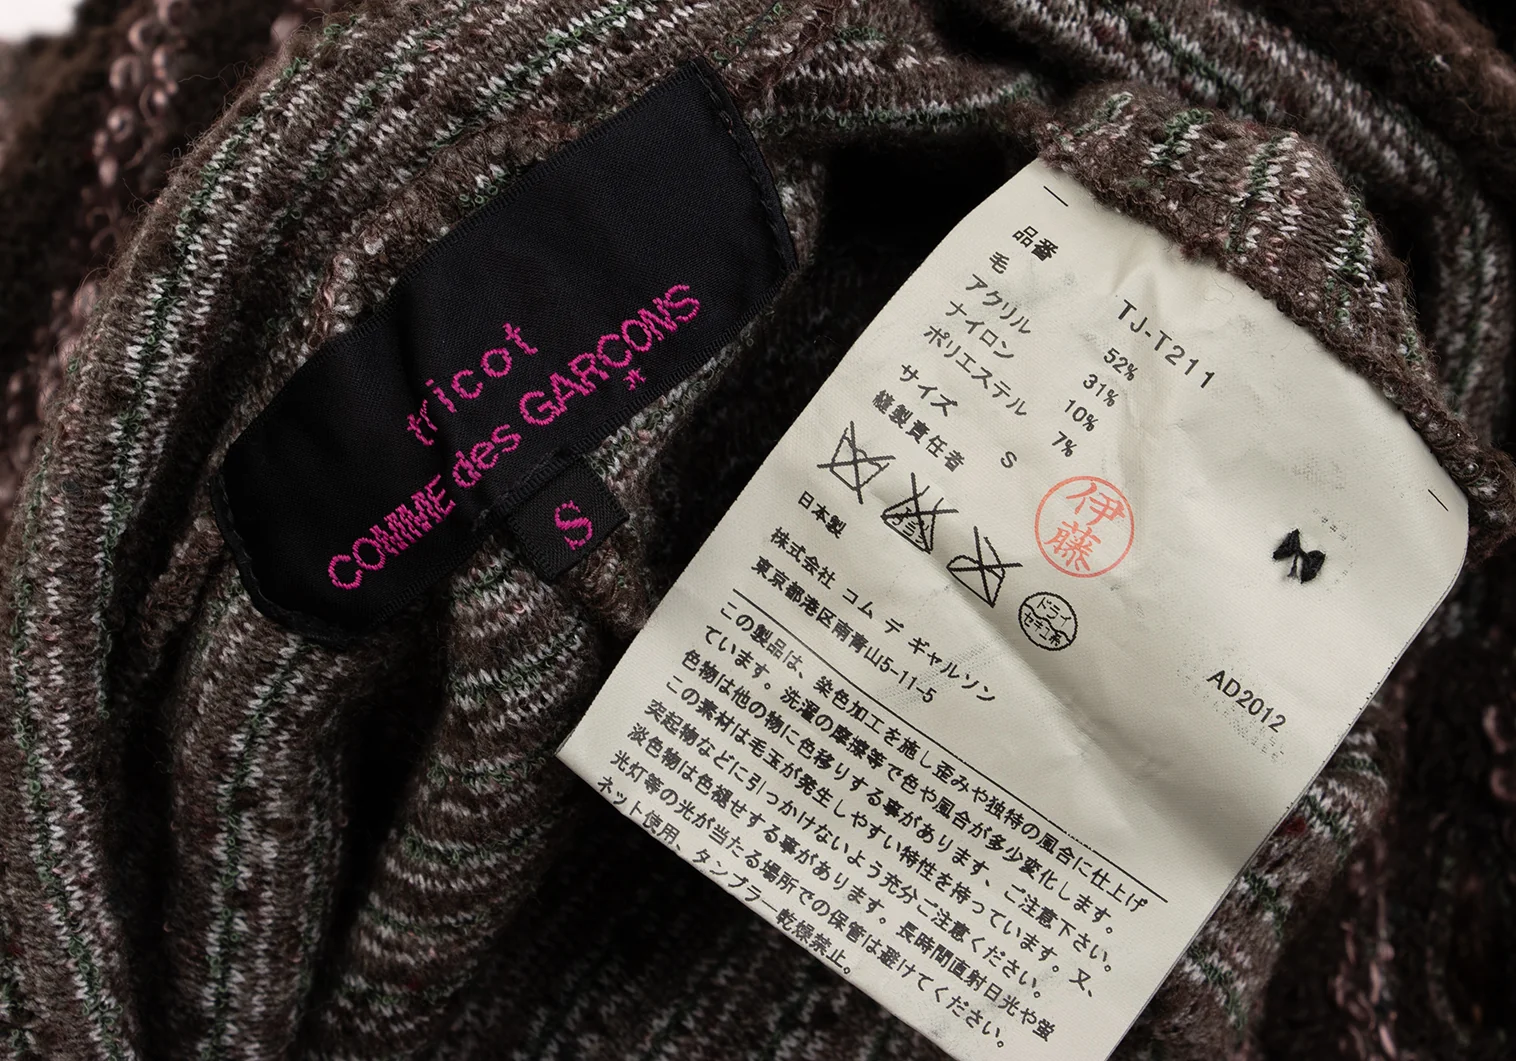 tricot
COMME des GARCONS
S
品番 TJ-T211
毛 52%
アクリル 31%
ナイロン 10%
ポリエステル 7%
サイズ S
縫製責任者
伊藤
ドライ
セキユ系
日本製
株式会社 コム デ ギャルソン
東京都港区南青山5-11-5
AD2012
この製品は、染色加工を施し歪みや独特の風合に仕上げ
ています。洗濯の摩擦等で色や風合が多少変化します。
色物は他の物に色移りする事があります、ご注意下さい。
この素材は毛玉が発生しやすい特性を持っています。又、
突起物などに引っかけないよう充分ご注意ください。
淡色物は色褪せする事があります。長時間直射日光や蛍
光灯等の光が当たる場所での保管は避けてください。
ネット使用、タンブラー乾燥禁止。